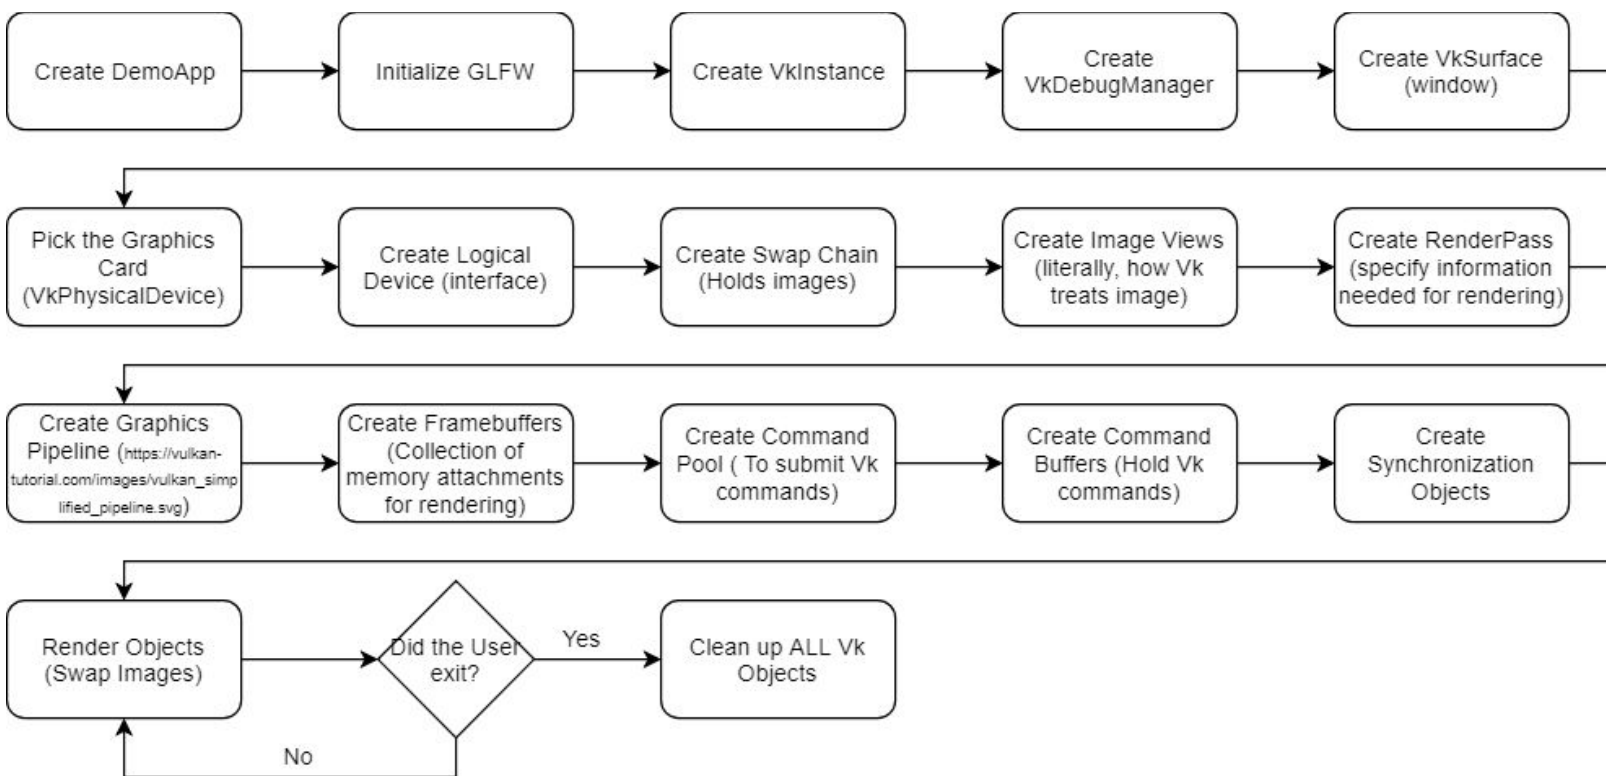 Create DemoApp
Initialize GLFW
Create VkInstance
Create
VkDebugManager
Create VkSurface
(window)
Pick the Graphics
Card
(VkPhysicalDevice)
Create Logical
Device (interface)
Create Swap Chain
(Holds images)
Create Image Views
(literally, how Vk
treats image)
Create RenderPass
(specify information
needed for rendering)
Create Graphics
Pipeline (https://vulkan-
tutorial.com/images/vulkan_simp
lified_pipeline.svg)
Create Framebuffers
(Collection of
memory attachments
for rendering)
Create Command
Pool ( To submit Vk
commands)
Create Command
Buffers (Hold Vk
commands)
Create
Synchronization
Objects
Render Objects
(Swap Images)
Did the User
exit?
Yes
Clean up ALL Vk
Objects
No